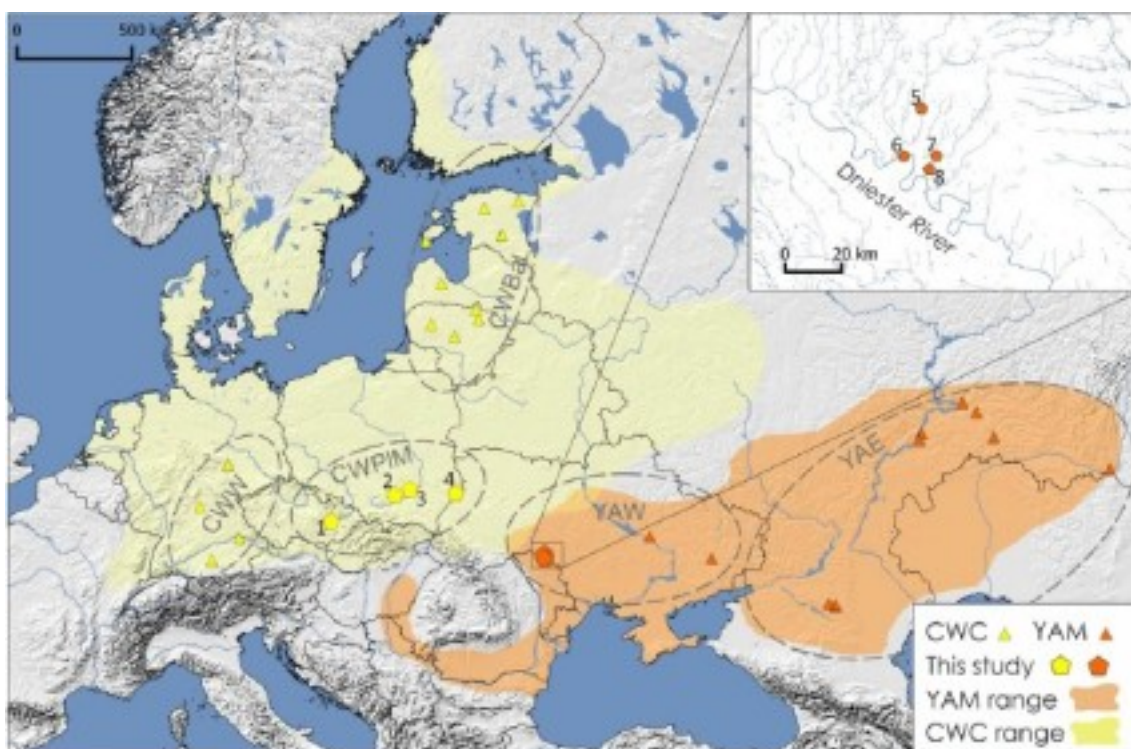 0 500 km
5
6 7
8
Dniester River
0 20 km
CWBal
CWPlM
CWW
2
3
4
1
YAE
YAW
CWC YAM
This study
YAM range
CWC range